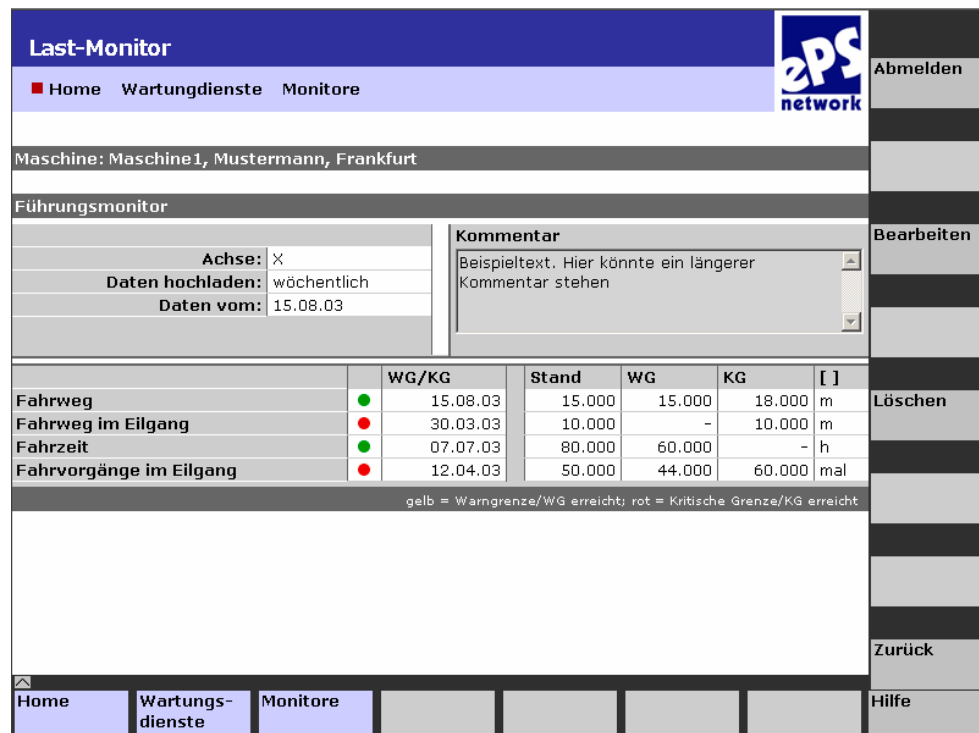 Last-Monitor
ePS network
Abmelden
Home Wartungdienste Monitore
Maschine: Maschine1, Mustermann, Frankfurt
Führungsmonitor
Bearbeiten
Kommentar
Achse: X
Daten hochladen: wöchentlich
Daten vom: 15.08.03
Beispieltext. Hier könnte ein längerer
Kommentar stehen
WG/KG Stand WG KG [ ]
Fahrweg 15.08.03 15.000 15.000 18.000 m
Löschen
Fahrweg im Eilgang 30.03.03 10.000 - 10.000 m
Fahrzeit 07.07.03 80.000 60.000 - h
Fahrvorgänge im Eilgang 12.04.03 50.000 44.000 60.000 mal
gelb = Warngrenze/WG erreicht; rot = Kritische Grenze/KG erreicht
Zurück
Home Wartungs-
dienste Monitore Hilfe